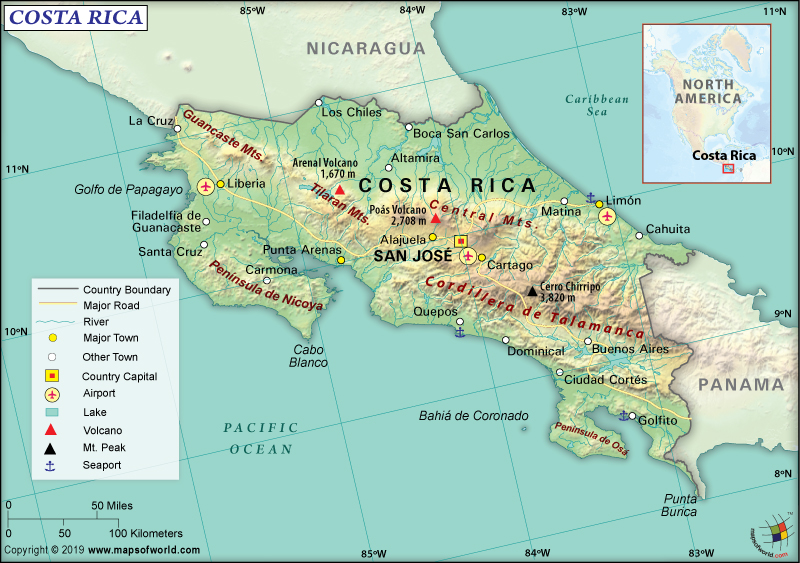 COSTA RICA
84°W
84°W
83°W
11°N
NICARAGUA
Caribbean
Sea
NORTH
AMERICA
Costa Rica
10°N
La Cruz
Los Chiles
Boca San Carlos
Guancaste Mts.
Altamira
Arenal Volcano
1,670 m
11°N
Golfo de Papagayo
Liberia
COSTA RICA
Tilaran Mts.
Poás Volcano
2,708 m
Central Mts.
Matina
Limón
Filadelfia de
Guanacaste
Cahuita
Santa Cruz
Punta Arenas
Alajuela
SAN JOSÉ
Cartago
Carmona
Península de Nicoya
Cordillera de Talamanca
Cerro Chirripo
3,820 m
Quepos
9°N
10°N
Cabo
Blanco
Dominical
Buenos Aires
Ciudad Cortés
PANAMA
Bahiá de Coronado
Golfito
Península de Osá
PACIFIC
OCEAN
8°N
Punta
Burica
Country Boundary
Major Road
River
Major Town
Other Town
Country Capital
Airport
Lake
Volcano
Mt. Peak
Seaport
0 50 Miles
0 50 100 Kilometers
Copyright © 2019 www.mapsofworld.com
85°W
84°W
83°W
mapsofworld.com
TM